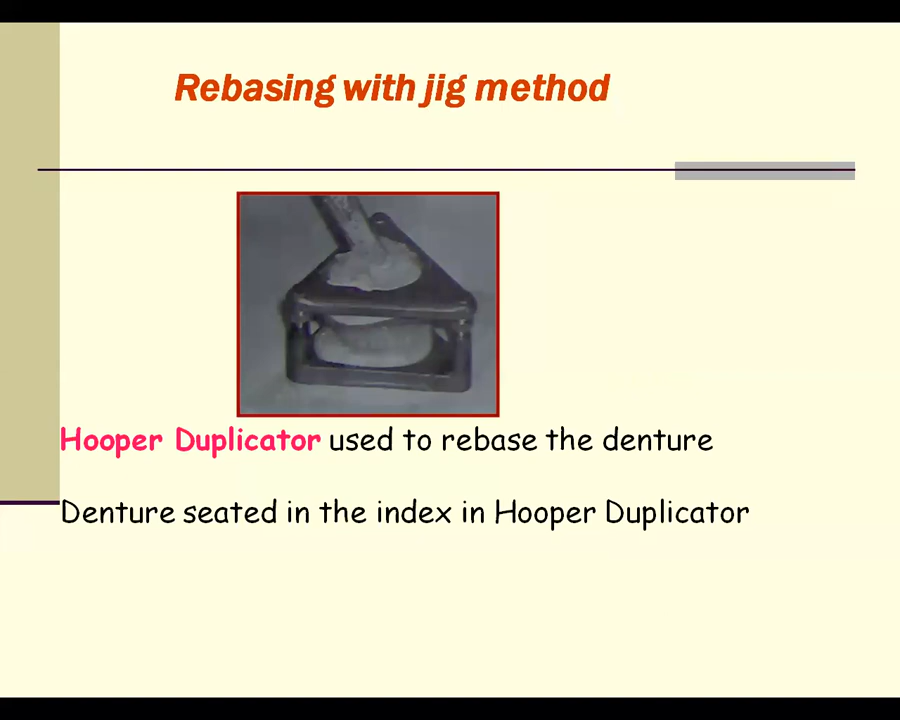 Rebasing with jig method
Hooper Duplicator used to rebase the denture
Denture seated in the index in Hooper Duplicator